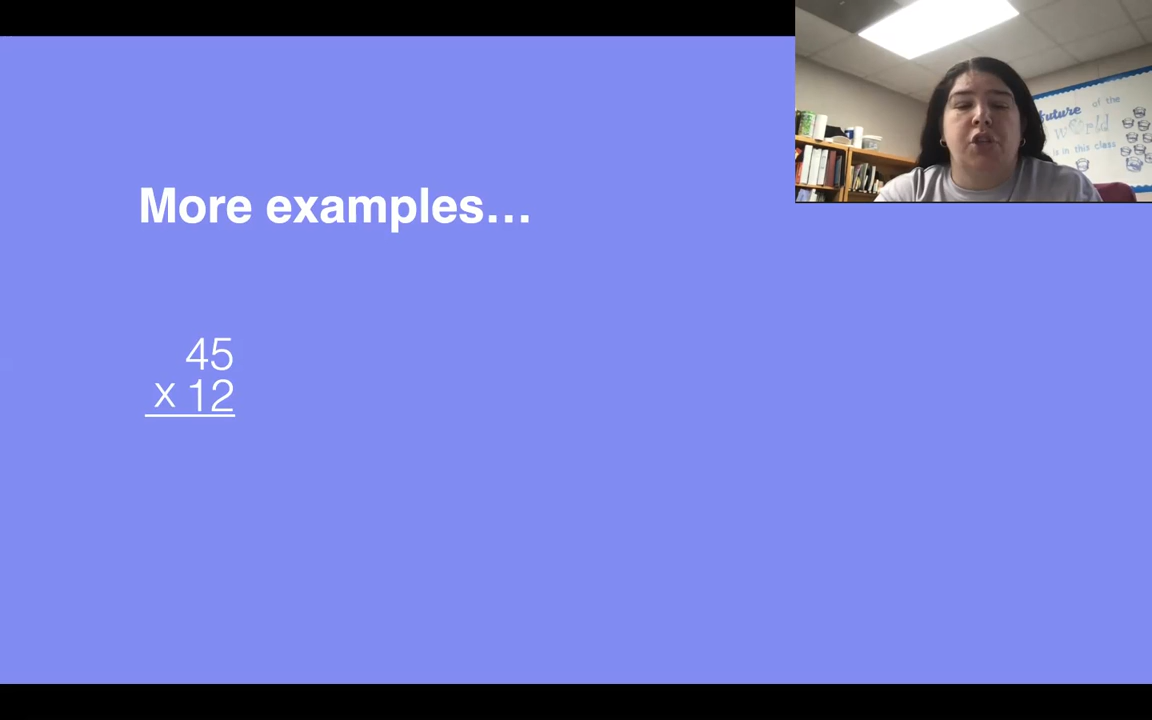 More examples…
45
x 12
future of the
world
is in this class